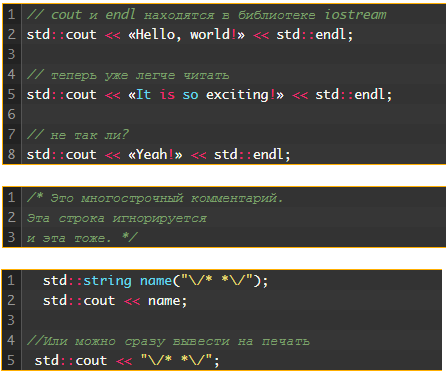 1 // cout и endl находятся в библиотеке iostream
2 std::cout << «Hello, world!» << std::endl;
3
4 // теперь уже легче читать
5 std::cout << «It is so exciting!» << std::endl;
6
7 // не так ли?
8 std::cout << «Yeah!» << std::endl;
1 /* Это многострочный комментарий.
2 Эта строка игнорируется
3 и эта тоже. */
1 std::string name("\/* *\/");
2 std::cout << name;
3
4 //Или можно сразу вывести на печать
5 std::cout << "\/* *\/";